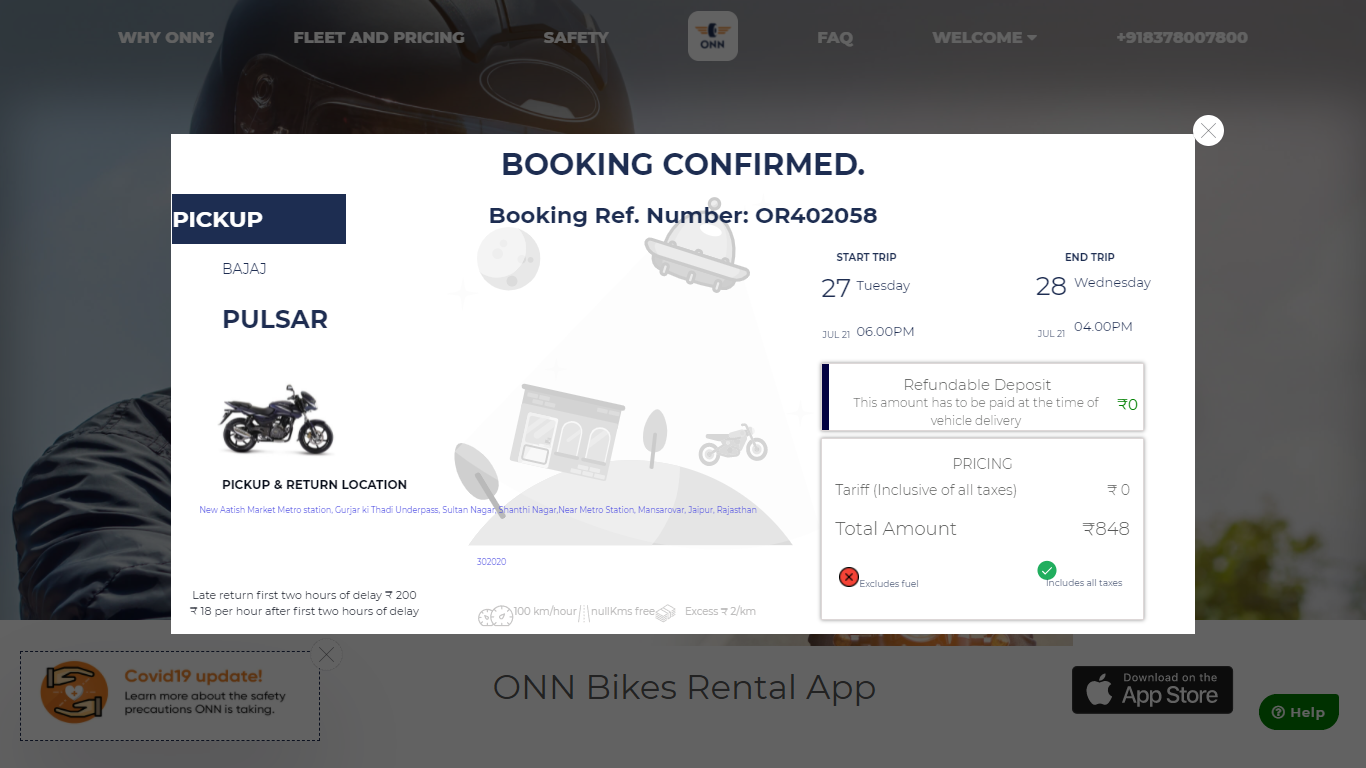 WHY ONN?
FLEET AND PRICING
SAFETY
ONN
FAQ
WELCOME
+918378007800
BOOKING CONFIRMED.
Booking Ref. Number: OR402058
PICKUP
BAJAJ
PULSAR
PICKUP & RETURN LOCATION
New Aatish Market Metro station, Gurjar ki Thadi Underpass, Sultan Nagar, Shanthi Nagar,Near Metro Station, Mansarovar, Jaipur, Rajasthan
302020
Late return first two hours of delay ₹ 200
₹ 18 per hour after first two hours of delay
100 km/hour
nullKms free
Excess ₹ 2/km
START TRIP
27 Tuesday
JUL 21 06.00PM
END TRIP
28 Wednesday
JUL 21 04.00PM
Refundable Deposit
This amount has to be paid at the time of
vehicle delivery
₹0
PRICING
Tariff (Inclusive of all taxes) ₹ 0
Total Amount ₹848
Excludes fuel
Includes all taxes
Covid19 update!
Learn more about the safety
precautions ONN is taking.
ONN Bikes Rental App
Download on the
App Store
Help